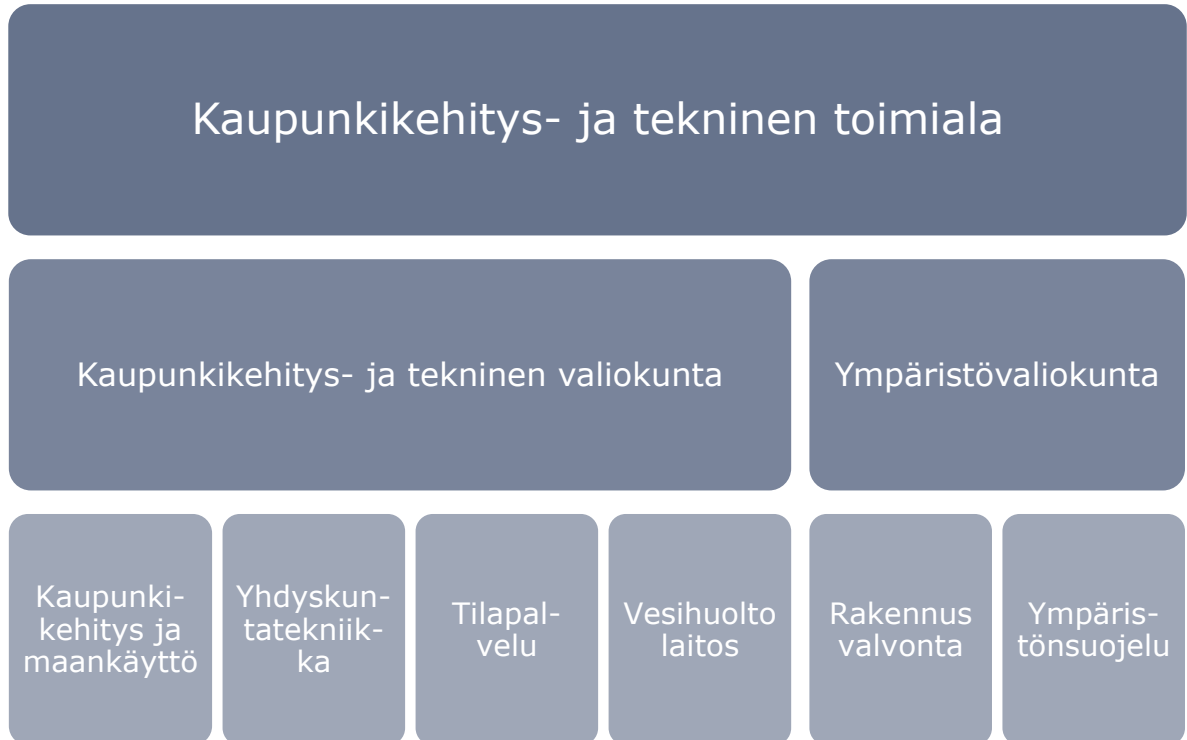 Kaupunkikehitys- ja tekninen toimiala
Kaupunkikehitys- ja tekninen valiokunta
Ympäristövaliokunta
Kaupunki-
kehitys ja
maankäyttö
Yhdyskun-
tatekniik-
ka
Tilapal-
velu
Vesihuolto
laitos
Rakennus
valvonta
Ympäris-
tönsuojelu